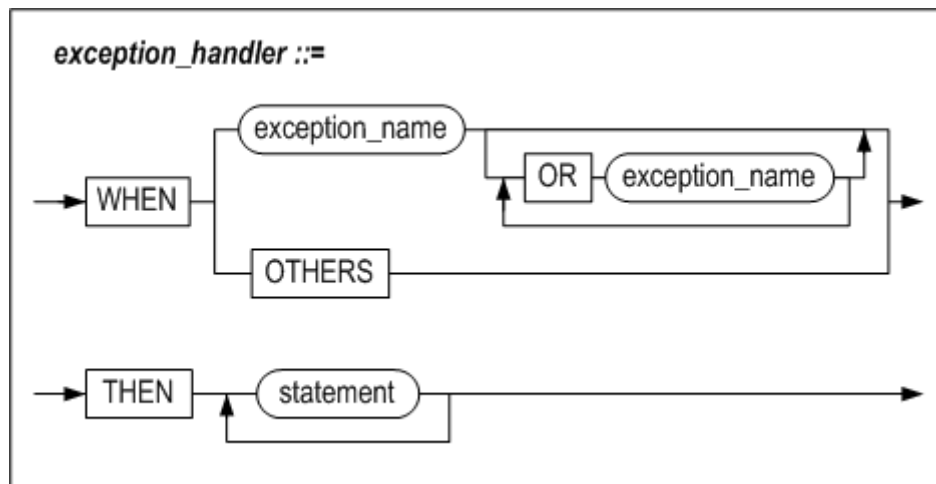 exception_handler ::=
exception_name
OR exception_name
WHEN
OTHERS
THEN statement